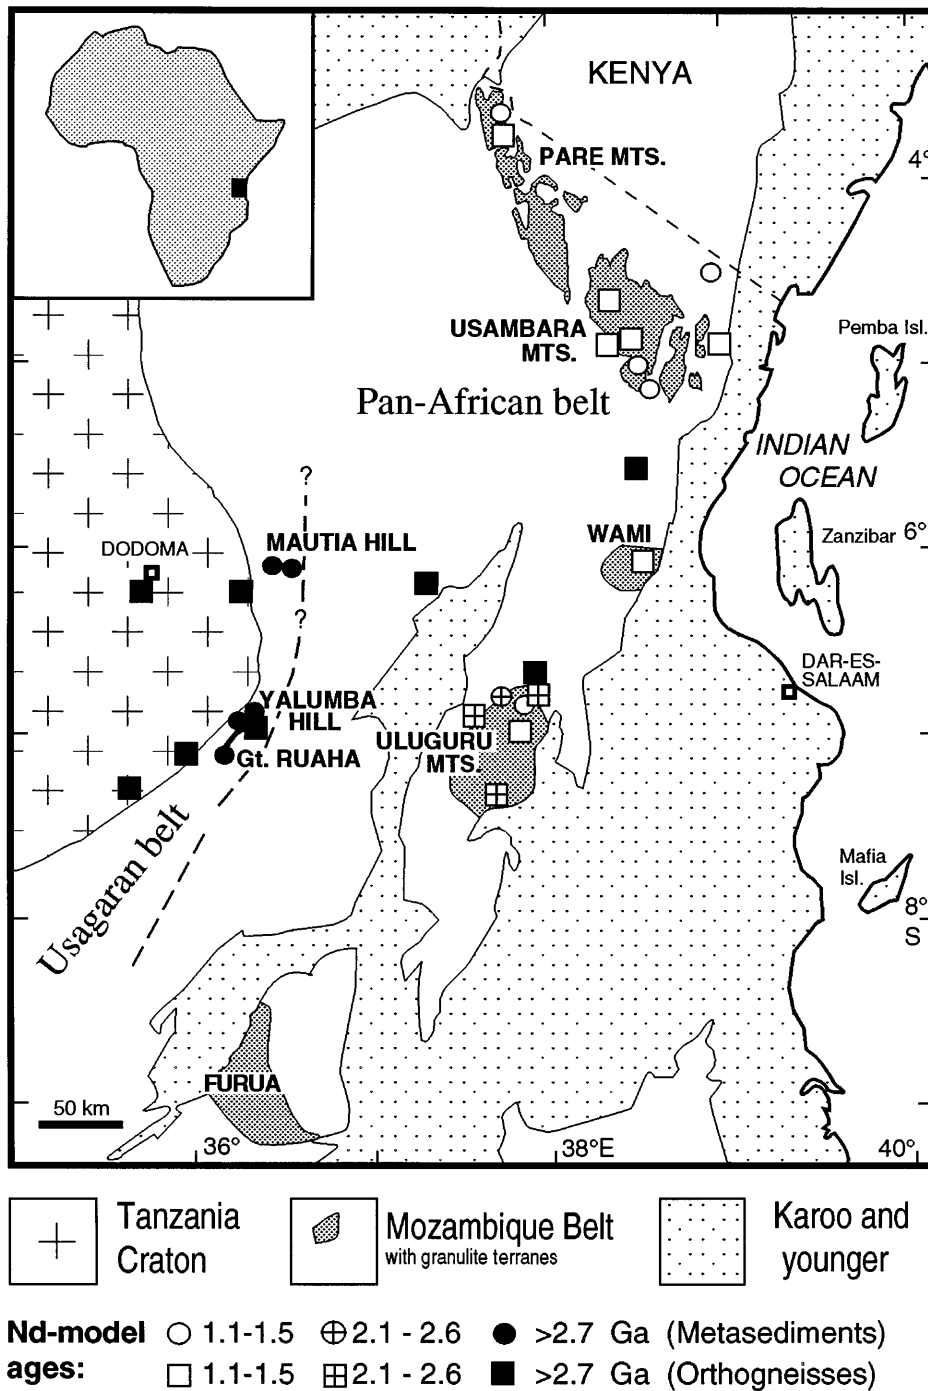 KENYA
4°
PARE MTS.
USAMBARA
MTS.
Pemba Isl.
Pan-African belt
INDIAN
OCEAN
?
WAMI
Zanzibar 6°
MAUTIA HILL
DODOMA
?
DAR-ES-
SALAAM
YALUMBA
HILL
ULUGURU
MTS.
Gt. RUAHA
Usagaran belt
Mafia
Isl.
8°
S
FURUA
50 km
36°
38°E
40°
Tanzania
Craton
Mozambique Belt
with granulite terranes
Karoo and
younger
Nd-model 1.1-1.5 2.1 - 2.6 >2.7 Ga (Metasediments)
ages: 1.1-1.5 2.1 - 2.6 >2.7 Ga (Orthogneisses)